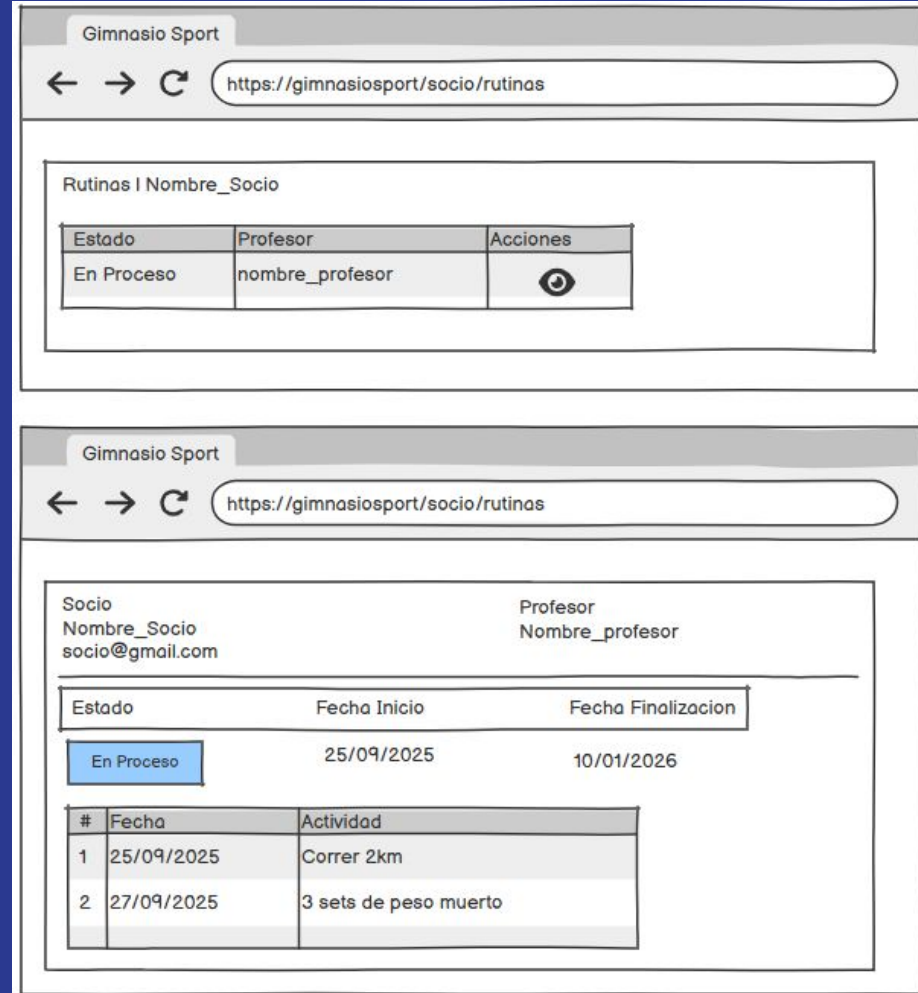 Gimnasio Sport
https://gimnasiosport/socio/rutinas
Rutinas I Nombre_Socio
Estado Profesor Acciones
En Proceso nombre_profesor
Gimnasio Sport
https://gimnasiosport/socio/rutinas
Socio Profesor
Nombre_Socio Nombre_profesor
socio@gmail.com
Estado Fecha Inicio Fecha Finalizacion
En Proceso 25/09/2025 10/01/2026
# Fecha Actividad
1 25/09/2025 Correr 2km
2 27/09/2025 3 sets de peso muerto